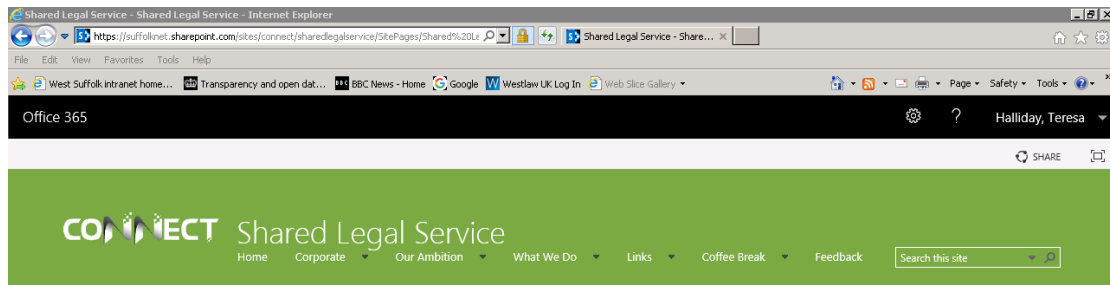 Shared Legal Service - Shared Legal Service - Internet Explorer
https://suffolknet.sharepoint.com/sites/connect/sharedlegalservice/SitePages/Shared%20Le Shared Legal Service - Share...
File Edit View Favorites Tools Help
West Suffolk intranet home... Transparency and open dat... BBC BBC News - Home Google Westlaw UK Log In Web Slice Gallery Page Safety Tools
Office 365 ? Halliday, Teresa
SHARE
CONNECT Shared Legal Service
Home Corporate Our Ambition What We Do Links Coffee Break Feedback Search this site